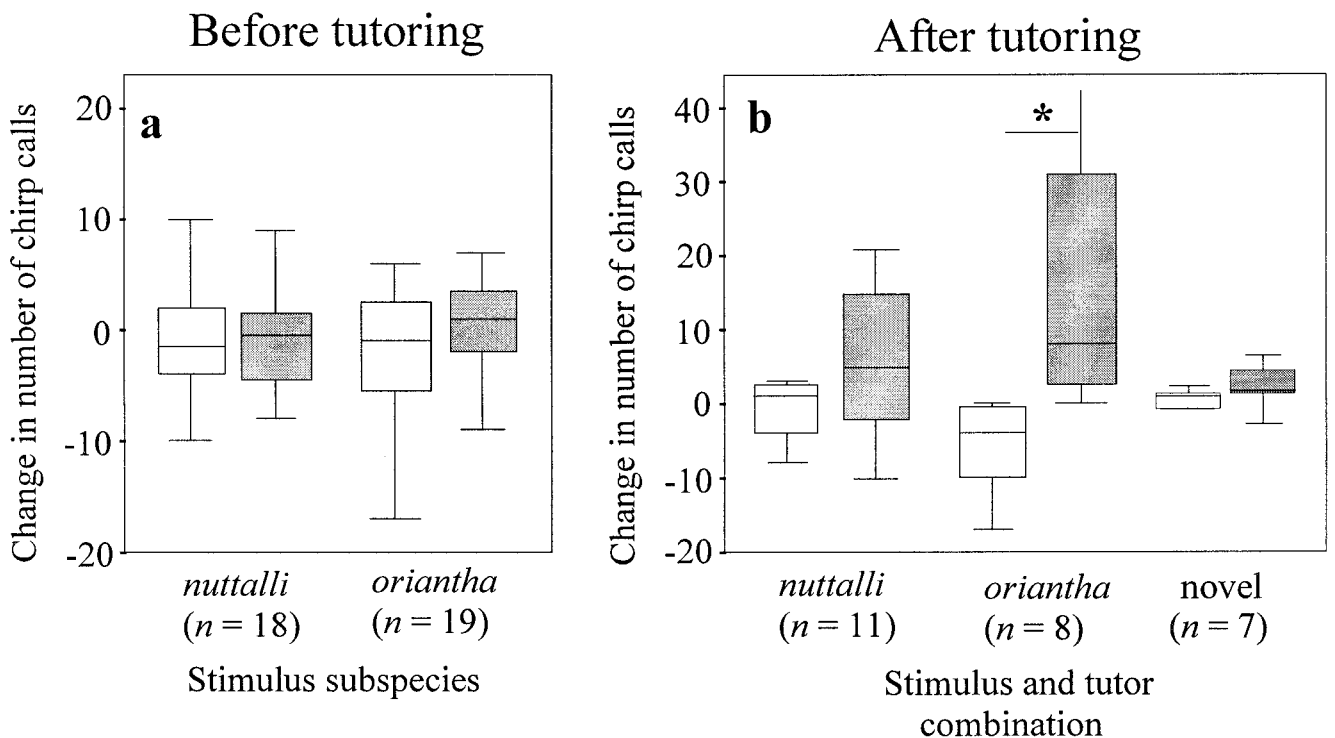 Before tutoring
After tutoring
Change in number of chirp calls
20
10
0
-10
-20
a
nuttalli
(n = 18)
oriantha
(n = 19)
Stimulus subspecies
Change in number of chirp calls
40
30
20
10
0
-10
-20
b
*
nuttalli
(n = 11)
oriantha
(n = 8)
novel
(n = 7)
Stimulus and tutor
combination